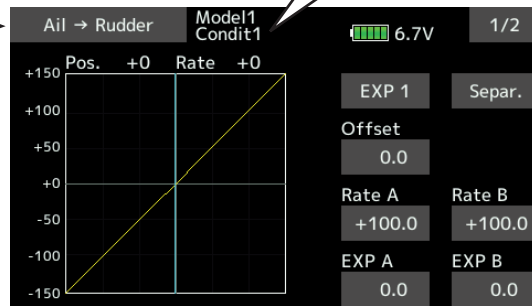 Ail → Rudder
Model1
Condit1
6.7V
1/2
Pos. +0 Rate +0
+150
+100
+50
+0
-50
-100
-150
EXP 1
Separ.
Offset
0.0
Rate A
Rate B
+100.0
+100.0
EXP A
EXP B
0.0
0.0